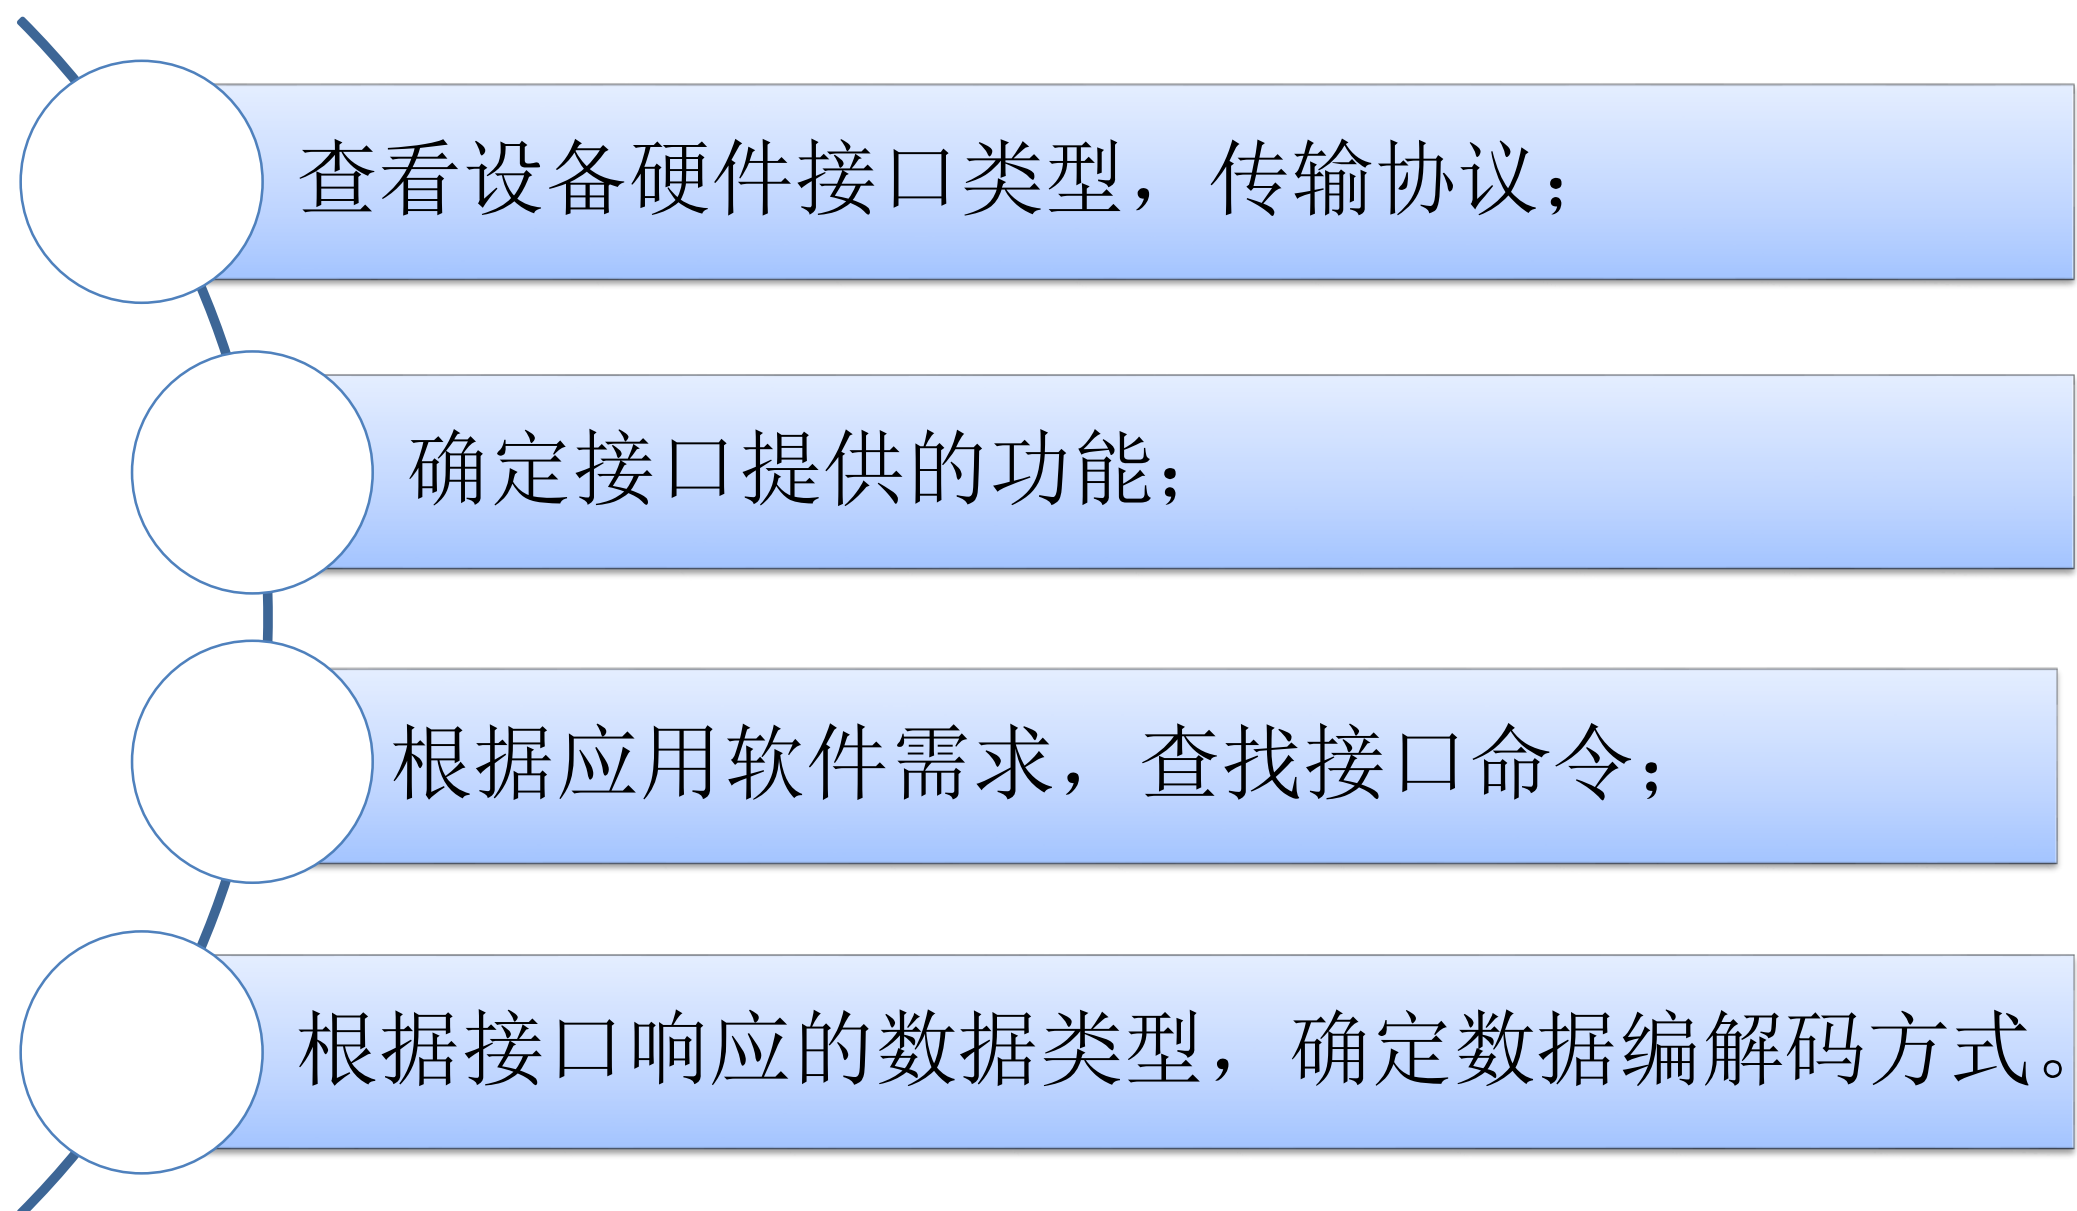 查看设备硬件接口类型，传输协议；
确定接口提供的功能；
根据应用软件需求，查找接口命令；
根据接口响应的数据类型，确定数据编解码方式。